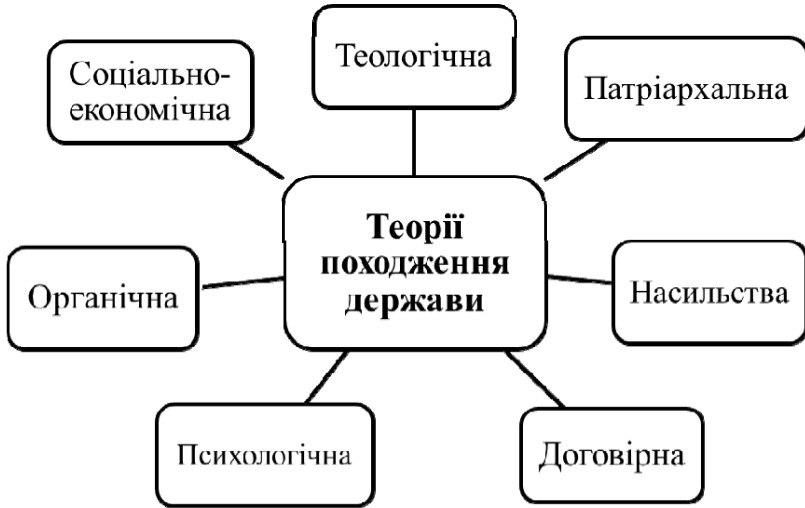 Теологічна
Соціально-
економічна
Патріархальна
Теорії
походження
держави
Органічна
Насильства
Психологічна
Договірна